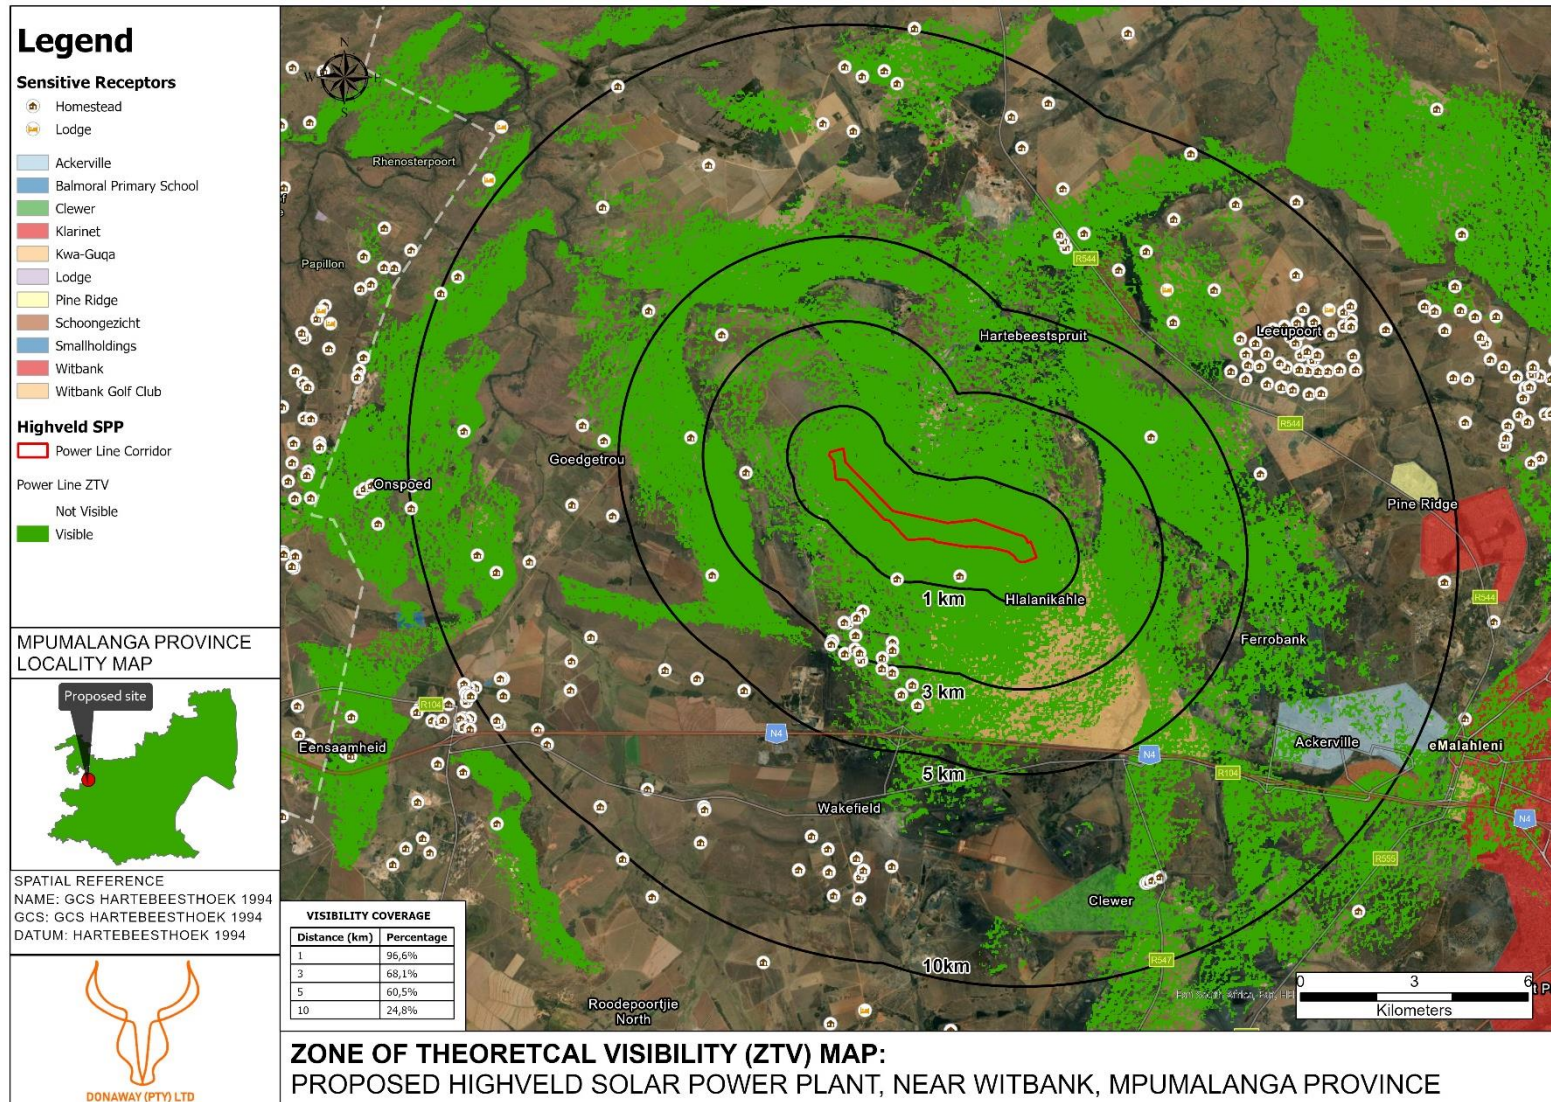 Legend
Sensitive Receptors
Homestead
Lodge
Ackerville
Balmoral Primary School
Clewer
Klarinet
Kwa-Guqa
Lodge
Pine Ridge
Schoongezicht
Smallholdings
Witbank
Witbank Golf Club
Highveld SPP
Power Line Corridor
Power Line ZTV
Not Visible
Visible
MPUMALANGA PROVINCE
LOCALITY MAP
Proposed site
SPATIAL REFERENCE
NAME: GCS HARTEBEESTHOEK 1994
GCS: GCS HARTEBEESTHOEK 1994
DATUM: HARTEBEESTHOEK 1994
DONAWAY (PTY) LTD
N
W
E
S
Rhenosterpoort
Papillon
R544
Hartebeestspruit
Leeupoort
R544
Goedgetrou
Onspoed
Pine Ridge
1 km
Hlalanikahle
R544
Ferrobank
3 km
R104
Eensaamheid
N4
N4
Ackerville
eMalahleni
R104
5 km
Wakefield
N4
R555
Clewer
10km
R547
Roodepoortjie
North
VISIBILITY COVERAGE
Distance (km) Percentage
1 96,6%
3 68,1%
5 60,5%
10 24,8%
0 3 6
Kilometers
ZONE OF THEORETCAL VISIBILITY (ZTV) MAP:
PROPOSED HIGHVELD SOLAR POWER PLANT, NEAR WITBANK, MPUMALANGA PROVINCE